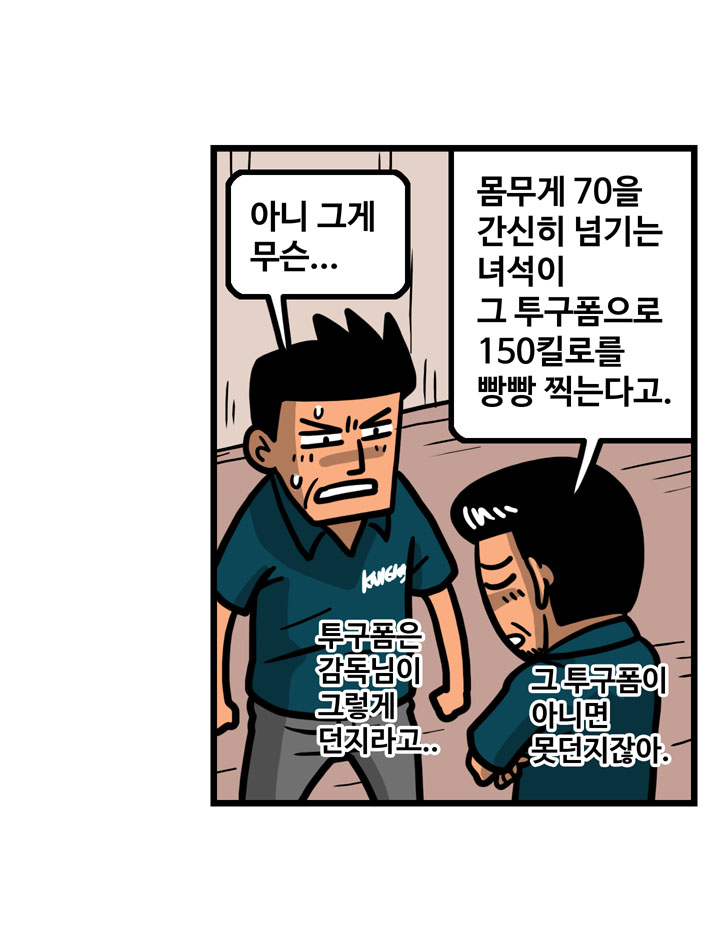 아니 그게
무슨...
몸무게 70을
간신히 넘기는
녀석이
그 투구폼으로
150킬로를
빵빵 찍는다고.
투구폼은
감독님이
그렇게
던지라고..
그 투구폼이
아니면
못던지잖아.